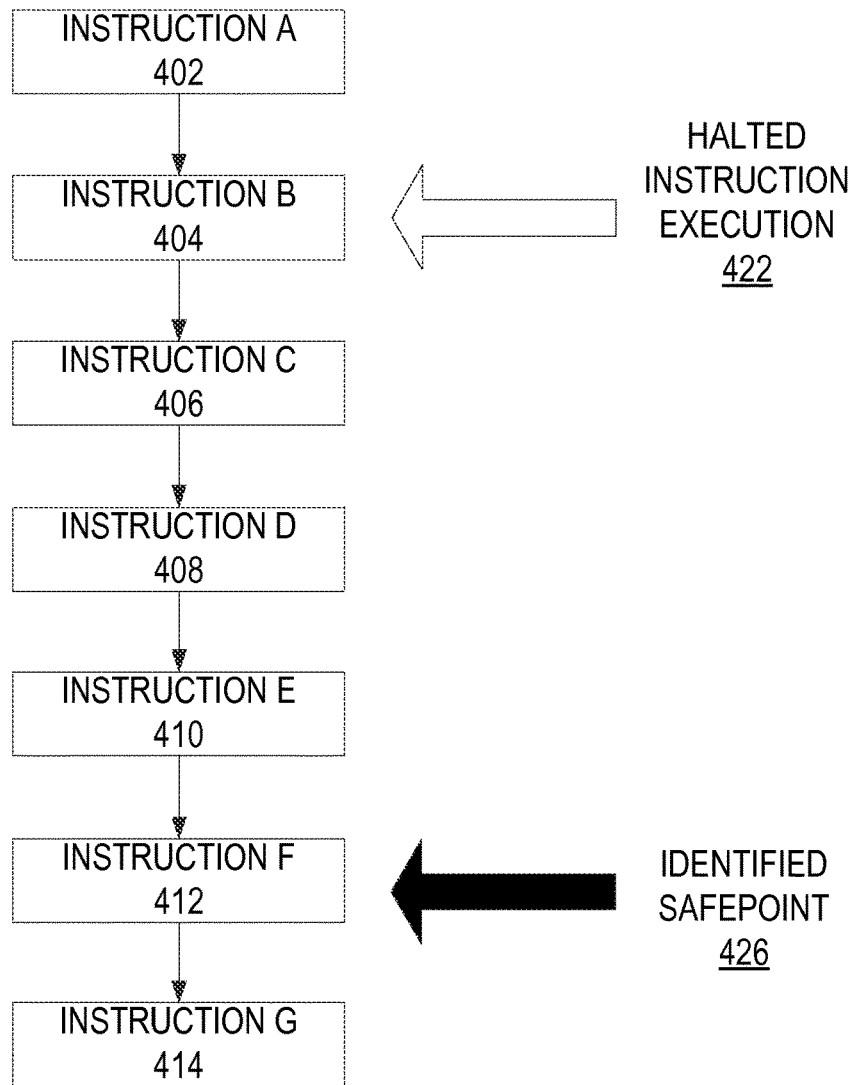 INSTRUCTION A
402
INSTRUCTION B
404
HALTED
INSTRUCTION
EXECUTION
422
INSTRUCTION C
406
INSTRUCTION D
408
INSTRUCTION E
410
INSTRUCTION F
412
IDENTIFIED
SAFEPOINT
426
INSTRUCTION G
414